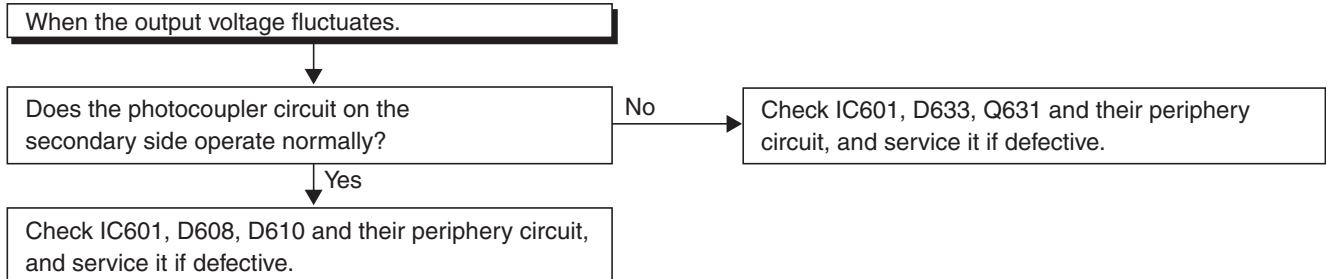 When the output voltage fluctuates.
Does the photocoupler circuit on the
secondary side operate normally?
No
Check IC601, D633, Q631 and their periphery
circuit, and service it if defective.
Yes
Check IC601, D608, D610 and their periphery circuit,
and service it if defective.